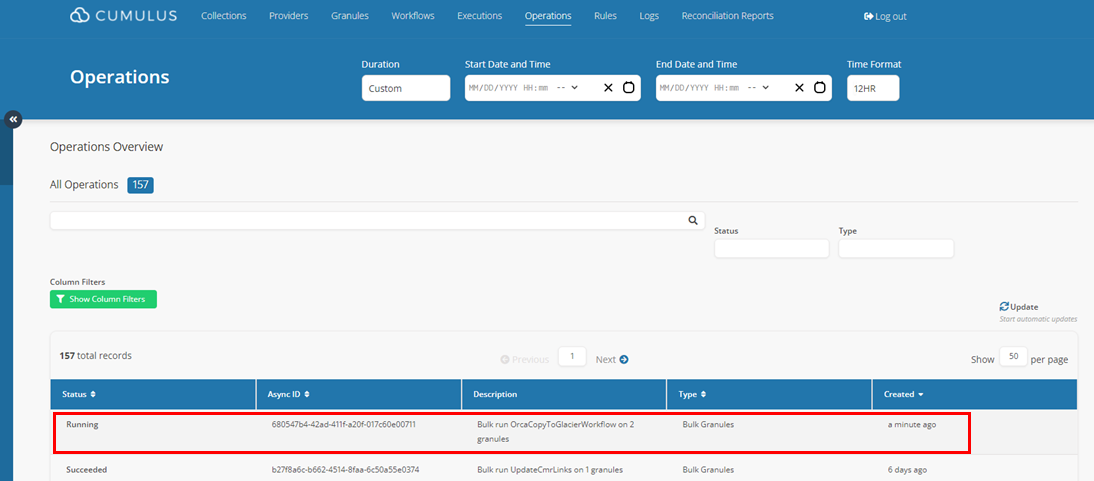 CUMULUS Collections Providers Granules Workflows Executions Operations Rules Logs Reconciliation Reports Log out
Operations
Duration Start Date and Time End Date and Time Time Format
Custom MM/DD/YYYY HH:mm -- MM/DD/YYYY HH:mm -- 12HR
Operations Overview
All Operations 157
Status Type
Column Filters
Show Column Filters
Update
Start automatic updates
157 total records Previous 1 Next Show 50 per page
Status Async ID Description Type Created
Running 680547b4-42ad-411f-a20f-017c60e00711 Bulk run OrcaCopyToGlacierWorkflow on 2 Bulk Granules a minute ago
granules
Succeeded b27f8a6c-b662-4514-8faa-6c50a55e0374 Bulk run UpdateCmrLinks on 1 granules Bulk Granules 6 days ago